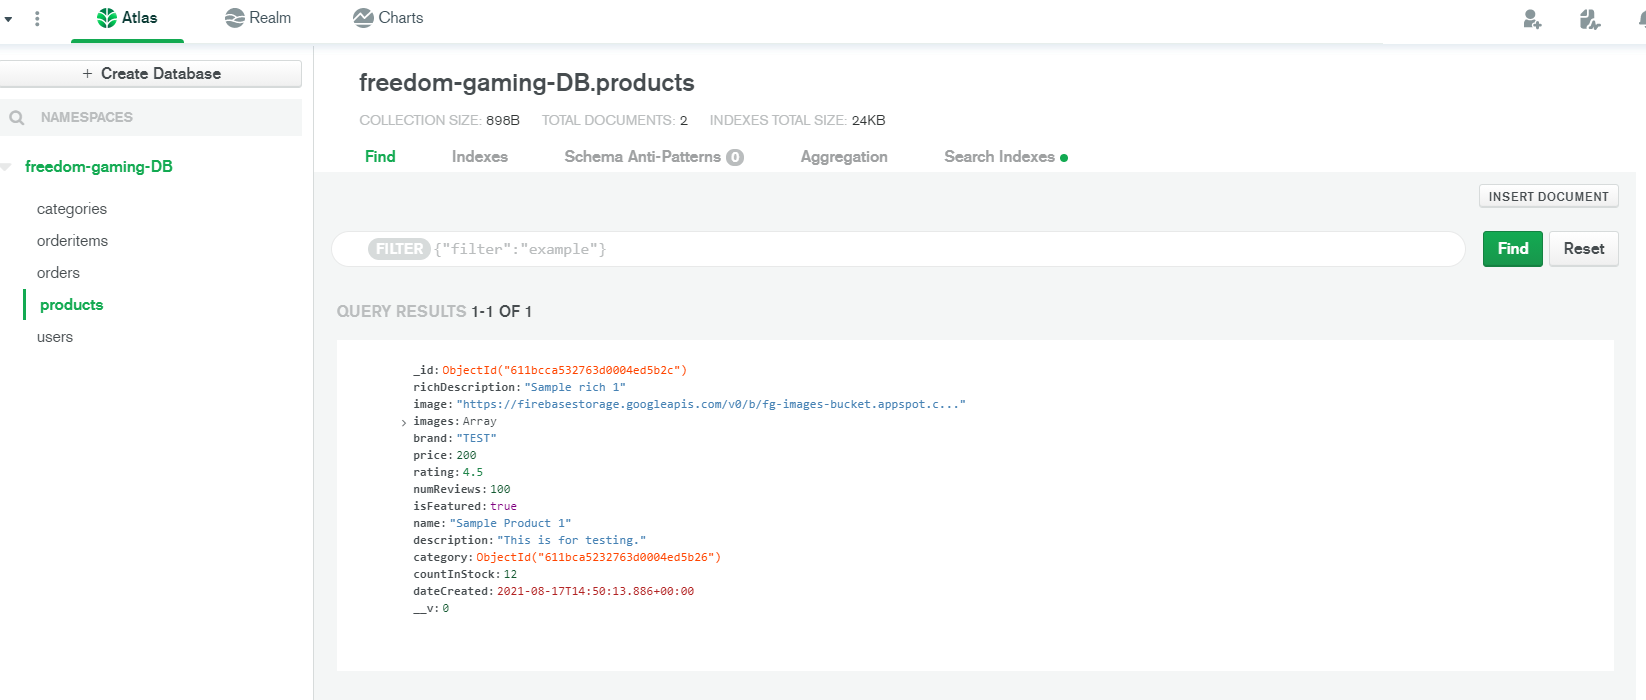 Atlas
Realm
Charts
+ Create Database
NAMESPACES
freedom-gaming-DB
categories
orderitems
orders
products
users
freedom-gaming-DB.products
COLLECTION SIZE: 898B TOTAL DOCUMENTS: 2 INDEXES TOTAL SIZE: 24KB
Find Indexes Schema Anti-Patterns 0 Aggregation Search Indexes
INSERT DOCUMENT
FILTER {"filter":"example"}
Find
Reset
QUERY RESULTS 1-1 OF 1
_id: ObjectId("611bcca532763d0004ed5b2c")
richDescription: "Sample rich 1"
image: "https://firebasestorage.googleapis.com/v0/b/fg-images-bucket.appspot.c..."
images: Array
brand: "TEST"
price: 200
rating: 4.5
numReviews: 100
isFeatured: true
name: "Sample Product 1"
description: "This is for testing."
category: ObjectId("611bca5232763d0004ed5b26")
countInStock: 12
dateCreated: 2021-08-17T14:50:13.886+00:00
__v: 0